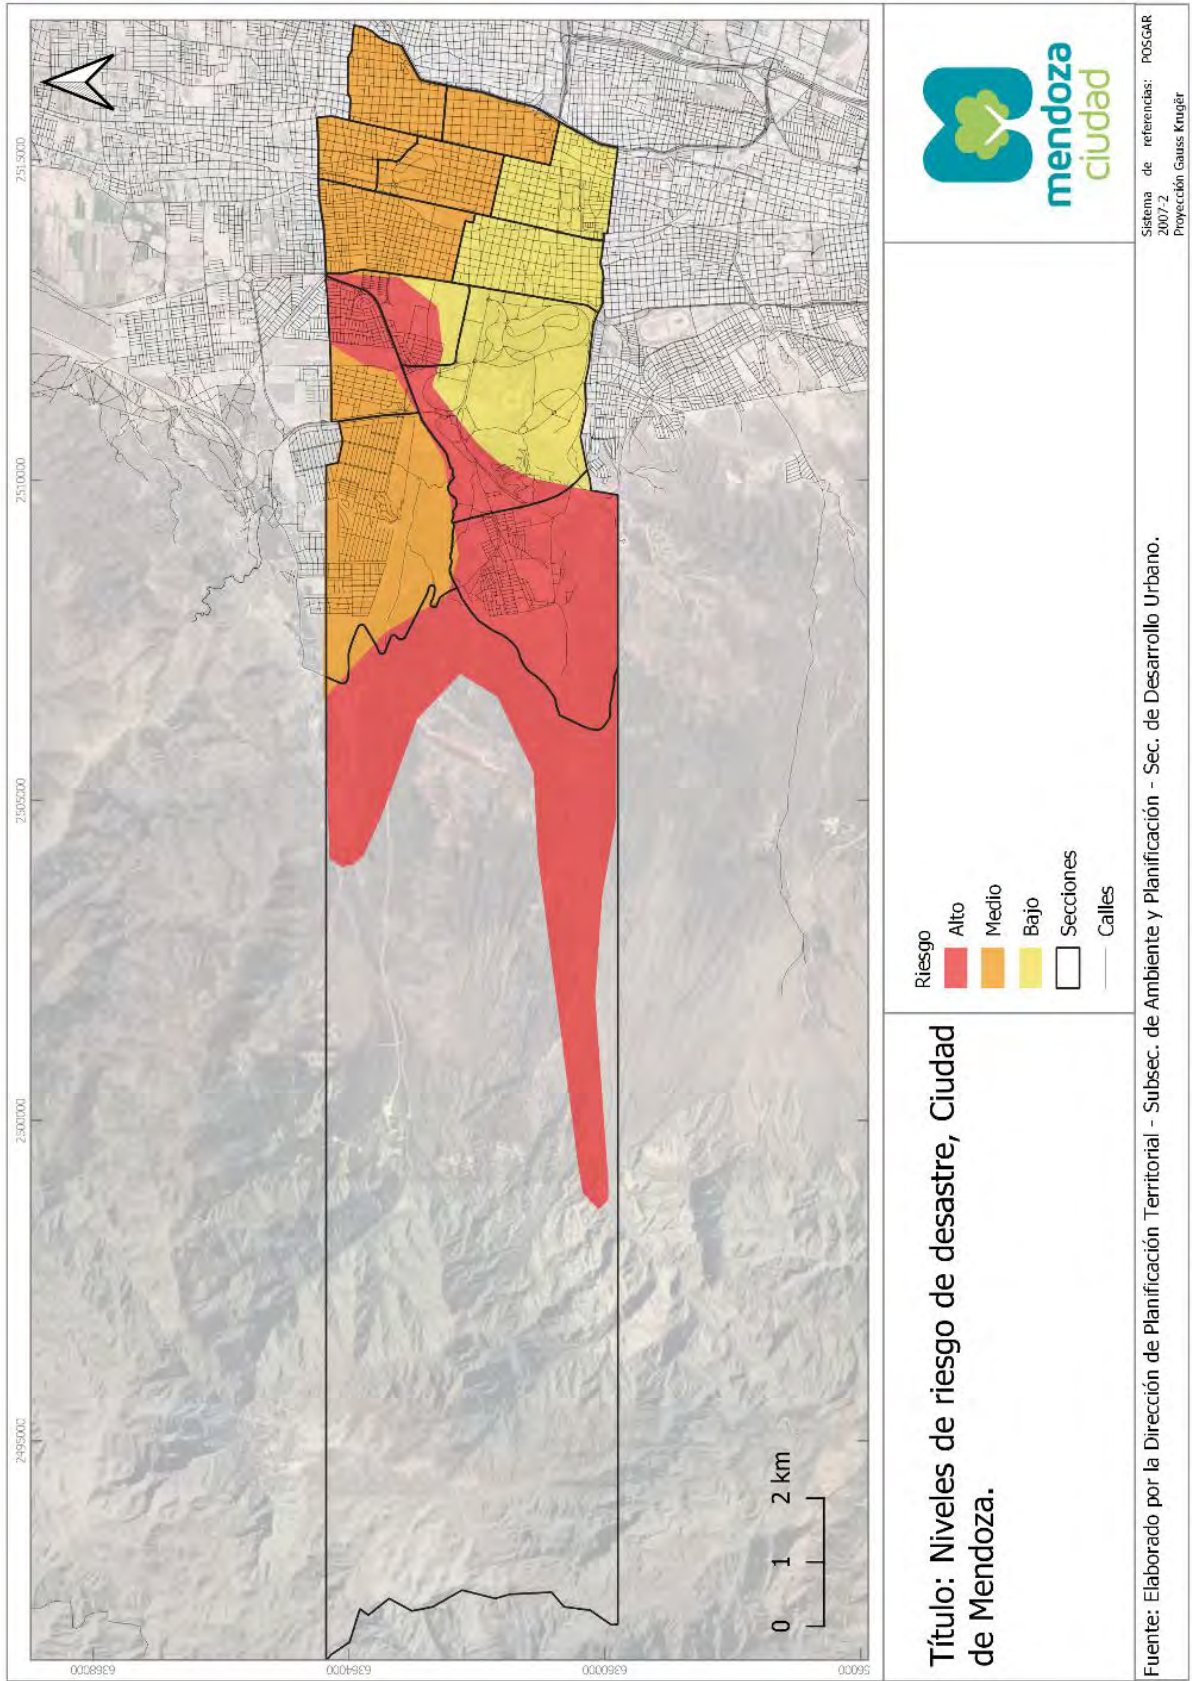 2495000
2500000
2505000
2510000
2515000
6368000
6364000
6360000
0 1 2 km
Título: Niveles de riesgo de desastre, Ciudad
de Mendoza.
Riesgo
Alto
Medio
Bajo
Secciones
Calles
mendoza
ciudad
Sistema de referencias: POSGAR
2007-2
Proyección Gauss Krugër
Fuente: Elaborado por la Dirección de Planificación Territorial - Subsec. de Ambiente y Planificación - Sec. de Desarrollo Urbano.